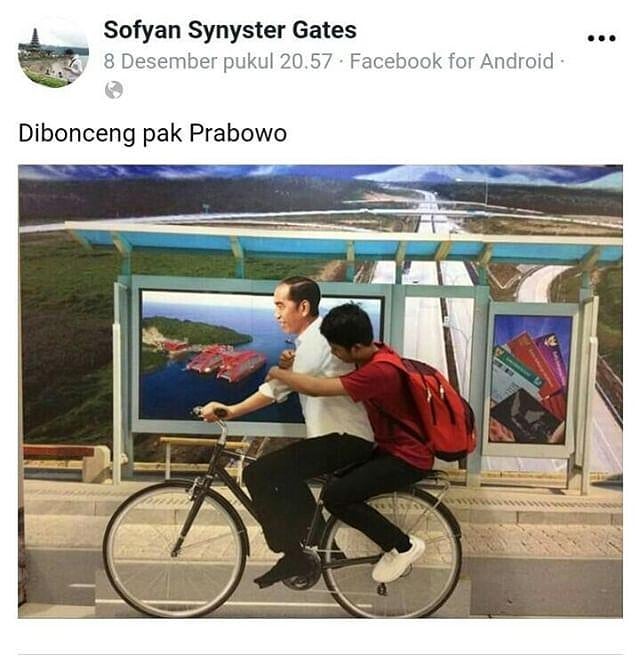 Sofyan Synyster Gates
8 Desember pukul 20.57 · Facebook for Android ·
Dibonceng pak Prabowo